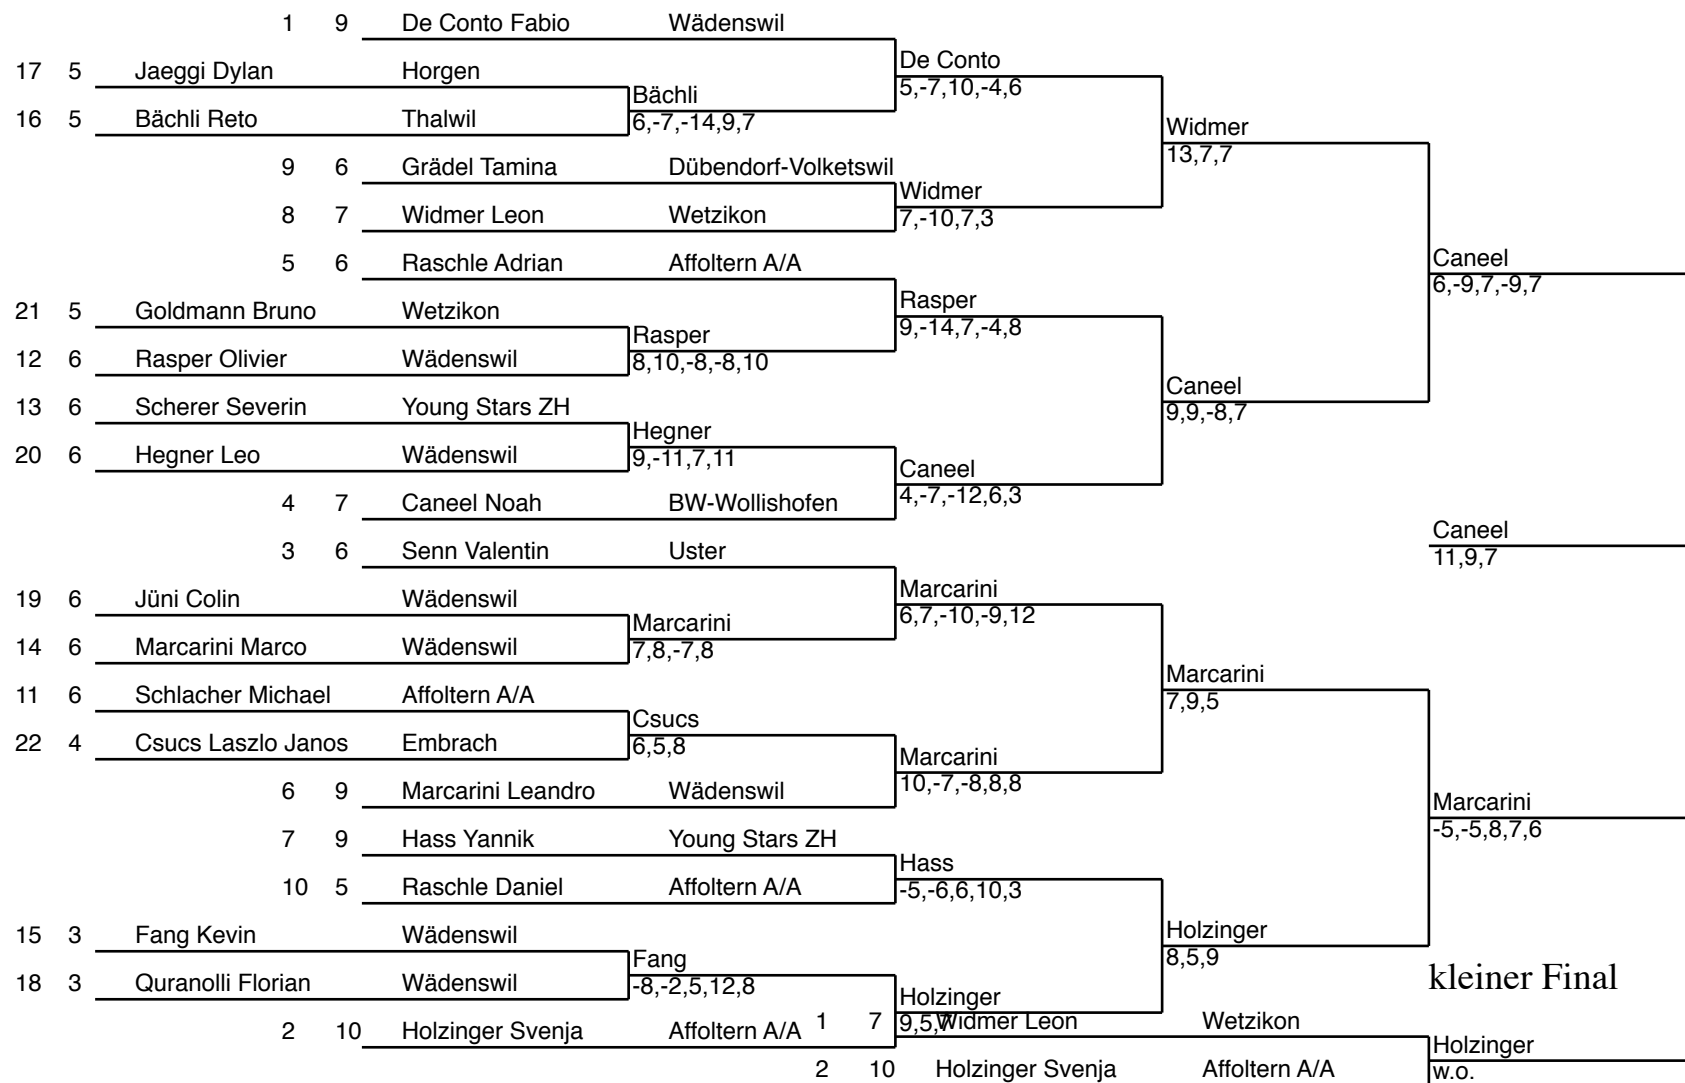 1 9 De Conto Fabio Wädenswil
De Conto
17 5 Jaeggi Dylan Horgen
5,-7,10,-4,6
Bächli
16 5 Bächli Reto Thalwil
6,-7,-14,9,7
Widmer
13,7,7
9 6 Grädel Tamina Dübendorf-Volketswil
Widmer
8 7 Widmer Leon Wetzikon
7,-10,7,3
5 6 Raschle Adrian Affoltern A/A
Caneel
6,-9,7,-9,7
Rasper
21 5 Goldmann Bruno Wetzikon
9,-14,7,-4,8
Rasper
12 6 Rasper Olivier Wädenswil
8,10,-8,-8,10
Caneel
9,9,-8,7
13 6 Scherer Severin Young Stars ZH
Hegner
20 6 Hegner Leo Wädenswil
9,-11,7,11
Caneel
4,-7,-12,6,3
4 7 Caneel Noah BW-Wollishofen
Caneel
11,9,7
3 6 Senn Valentin Uster
Marcarini
19 6 Jüni Colin Wädenswil
6,7,-10,-9,12
Marcarini
14 6 Marcarini Marco Wädenswil
7,8,-7,8
Marcarini
7,9,5
11 6 Schlacher Michael Affoltern A/A
Csucs
22 4 Csucs Laszlo Janos Embrach
6,5,8
Marcarini
10,-7,-8,8,8
6 9 Marcarini Leandro Wädenswil
Marcarini
-5,-5,8,7,6
7 9 Hass Yannik Young Stars ZH
Hass
10 5 Raschle Daniel Affoltern A/A
-5,-6,6,10,3
15 3 Fang Kevin Wädenswil
Holzinger
8,5,9
Fang
18 3 Quranolli Florian Wädenswil
-8,-2,5,12,8
kleiner Final
Holzinger
9,5,7
2 10 Holzinger Svenja Affoltern A/A
1 7 Widmer Leon Wetzikon
Holzinger
2 10 Holzinger Svenja Affoltern A/A
w.o.